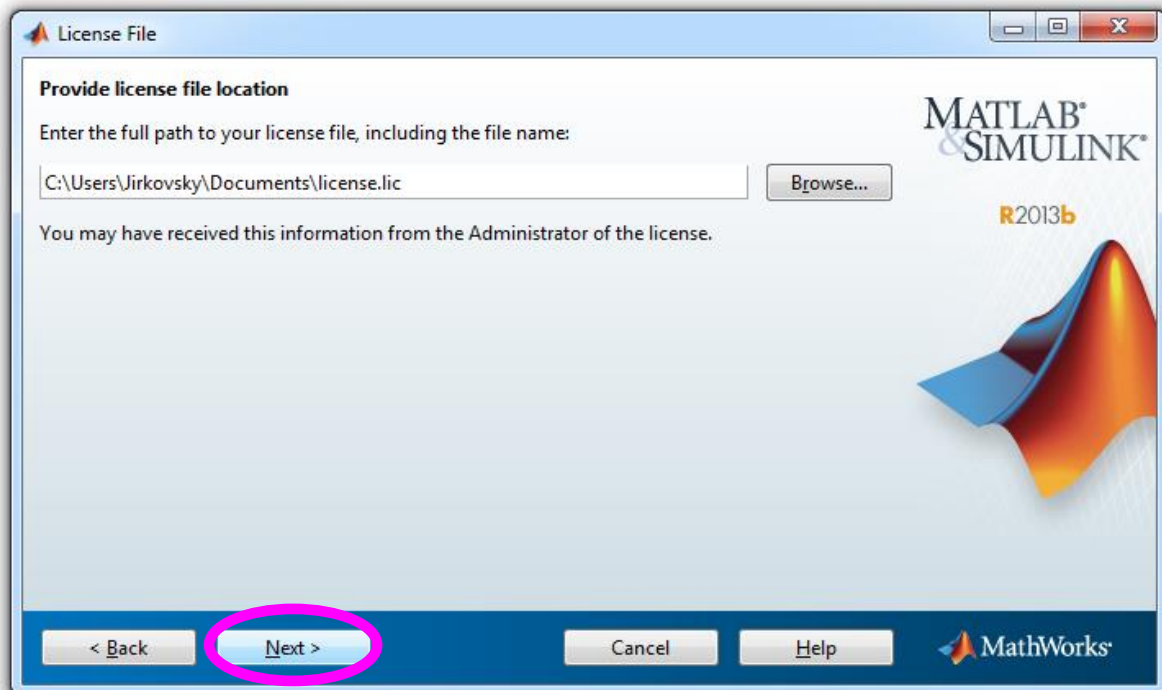 License File
Provide license file location
Enter the full path to your license file, including the file name:
C:\Users\Jirkovsky\Documents\license.lic
Browse...
You may have received this information from the Administrator of the license.
MATLAB®
&SIMULINK®
R2013b
< Back
Next >
Cancel
Help
MathWorks®